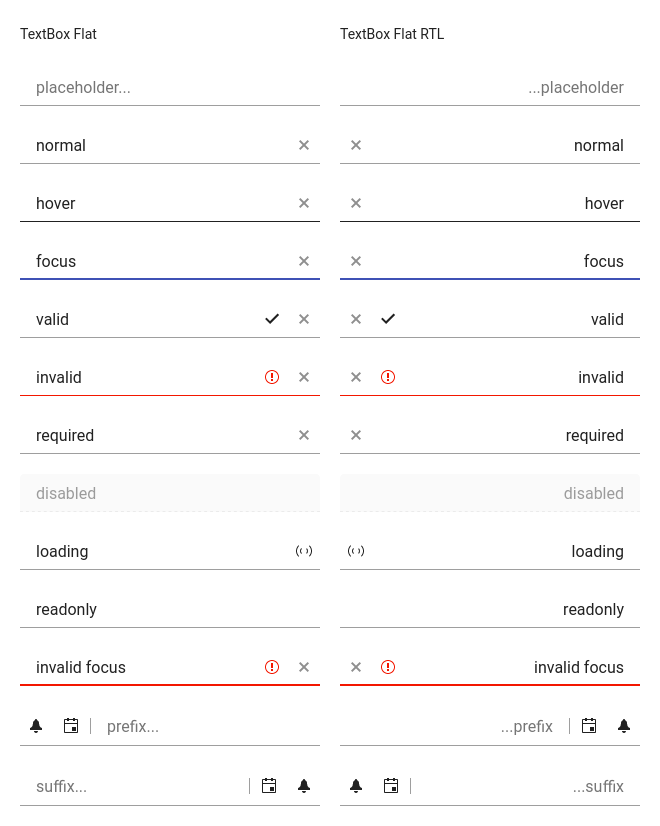 TextBox Flat
placeholder...
normal
hover
focus
valid
invalid
required
disabled
loading
readonly
invalid focus
prefix...
suffix...
TextBox Flat RTL
...placeholder
normal
hover
focus
valid
invalid
required
disabled
loading
readonly
invalid focus
...prefix
...suffix